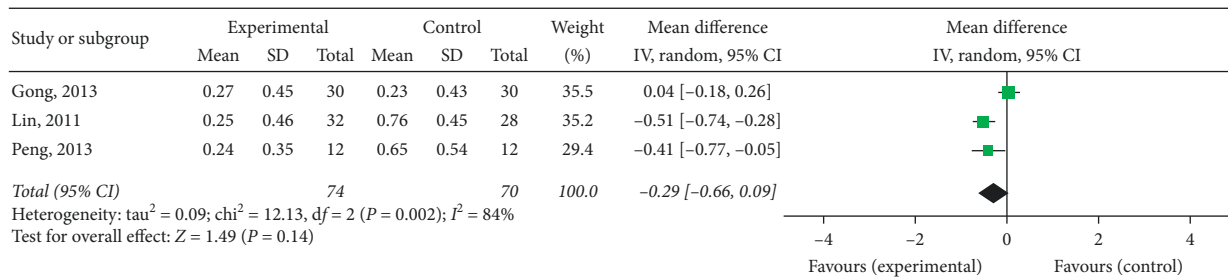 Study or subgroup Experimental Control Weight (%) Mean difference IV, random, 95% CI Mean difference IV, random, 95% CI
Mean SD Total Mean SD Total
Gong, 2013 0.27 0.45 30 0.23 0.43 30 35.5 0.04 [–0.18, 0.26]
Lin, 2011 0.25 0.46 32 0.76 0.45 28 35.2 –0.51 [–0.74, –0.28]
Peng, 2013 0.24 0.35 12 0.65 0.54 12 29.4 –0.41 [–0.77, –0.05]
Total (95% CI) 74 70 100.0 –0.29 [–0.66, 0.09]
Heterogeneity: tau² = 0.09; chi² = 12.13, df = 2 (P = 0.002); I² = 84%
Test for overall effect: Z = 1.49 (P = 0.14)
–4 –2 0 2 4
Favours (experimental) Favours (control)